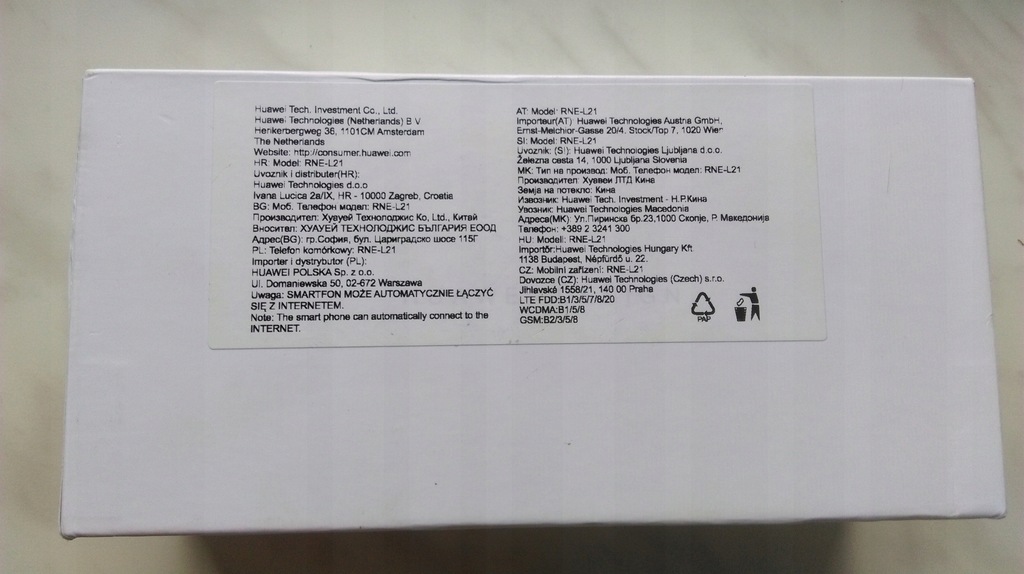 Huawei Tech. Investment Co., Ltd.
Huawei Technologies (Netherlands) B V
Herikerbergweg 36, 1101CM Amsterdam
The Netherlands
Website: http://consumer.huawei.com
HR: Model: RNE-L21
Uvoznik i distributer(HR):
Huawei Technologies d.o.o
Ivana Lucica 2a/IX, HR - 10000 Zagreb, Croatia
BG: Моб. Телефон модел: RNE-L21
Производител: Хуауей Технолоджис Ко, Ltd., Китай
Вносител: ХУАУЕЙ ТЕХНОЛОДЖИС БЪЛГАРИЯ ЕООД
Адрес(BG): гр.София, бул. Цариградско шосе 115Г
PL: Telefon komórkowy: RNE-L21
Importer i dystrybutor (PL):
HUAWEI POLSKA Sp. z o.o.
Ul. Domaniewska 50, 02-672 Warszawa
Uwaga: SMARTFON MOŻE AUTOMATYCZNIE ŁĄCZYĆ
SIĘ Z INTERNETEM.
Note: The smart phone can automatically connect to the
INTERNET.
AT: Model: RNE-L21
Importeur(AT): Huawei Technologies Austria GmbH,
Ernst-Melchior-Gasse 20/4. Stock/Top 7, 1020 Wien
SI: Model: RNE-L21
Uvoznik: (SI): Huawei Technologies Ljubljana d.o.o.
Železna cesta 14, 1000 Ljubljana Slovenia
MK: Тип на производ: Моб. Телефон модел: RNE-L21
Производител: Хуавеи ЛТД Кина
Земја на потекло: Кина
Извозник: Huawei Tech. Investment - Н.Р.Кина
Увозник: Huawei Technologies Macedonia
Адреса(МК): Ул.Пиринска бр.23,1000 Скопје, Р. Македонија
Телефон: +389 2 3241 300
HU: Modell: RNE-L21
Importőr:Huawei Technologies Hungary Kft.
1138 Budapest, Népfürdő u. 22.
CZ: Mobilní zařízení: RNE-L21
Dovozce (CZ): Huawei Technologies (Czech) s.r.o.
Jihlavská 1558/21, 140 00 Praha
LTE FDD:B1/3/5/7/8/20
WCDMA:B1/5/8
GSM:B2/3/5/8
PAP